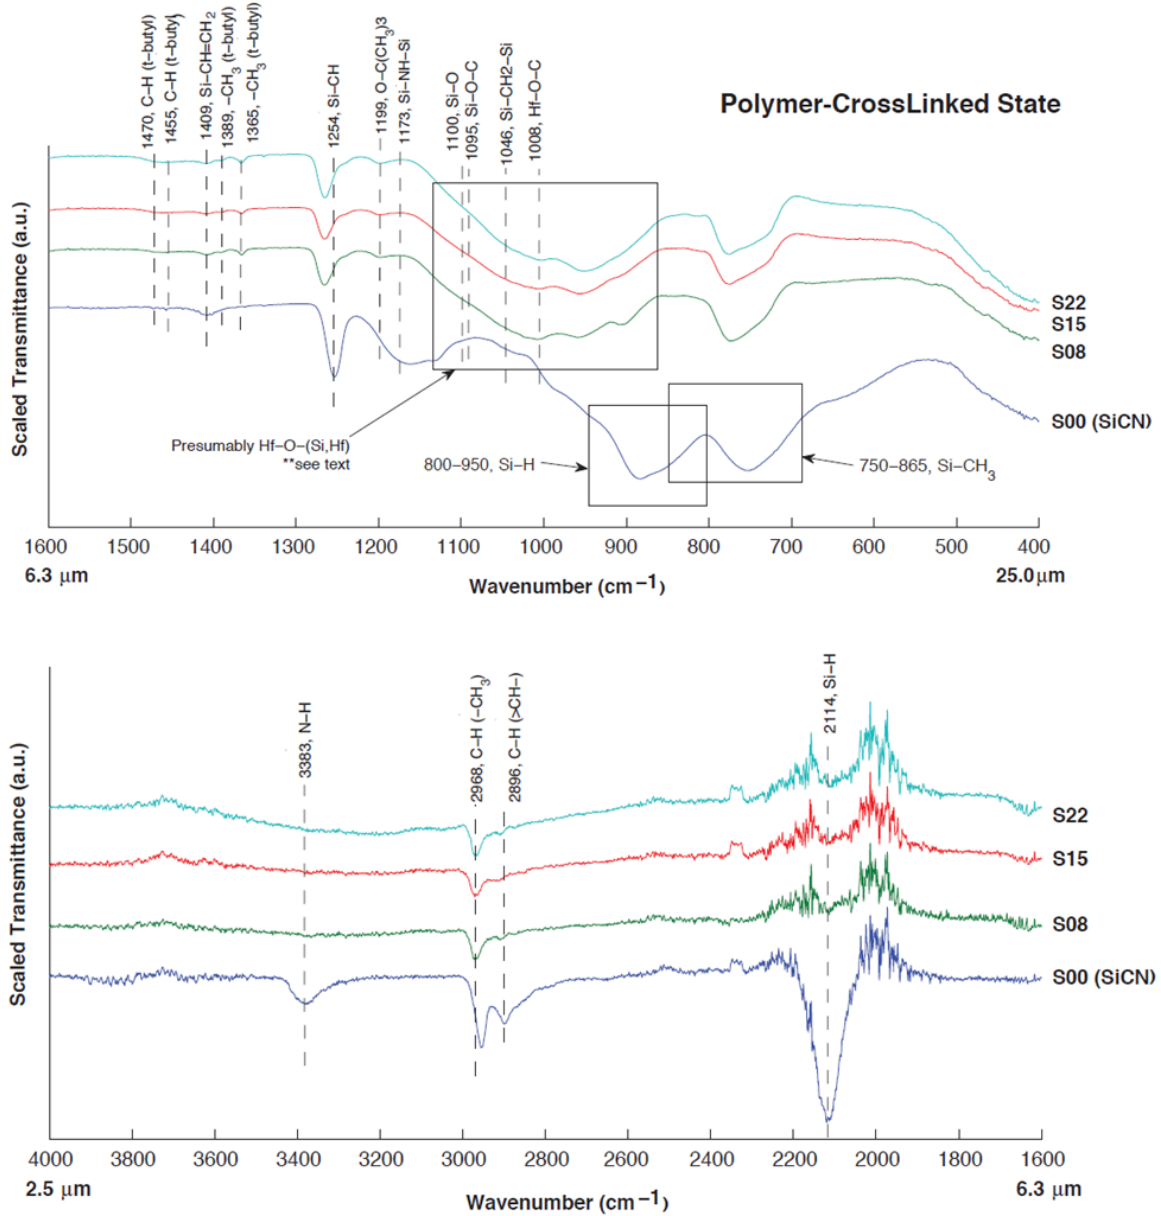 1470, C–H (t–butyl)
1455, C–H (t–butyl)
1409, Si–CH=CH2
1389, –CH3 (t–butyl)
1365, –CH3 (t–butyl)
1254, Si–CH
1199, O–C(CH3)3
1173, Si–NH–Si
1100, Si–O
1095, Si–O–C
1046, Si–CH2–Si
1008, Hf–O–C
Polymer-CrossLinked State
Scaled Transmittance (a.u.)
S22
S15
S08
S00 (SiCN)
Presumably Hf–O–(Si,Hf)
**see text
800–950, Si–H
750–865, Si–CH3
1600 1500 1400 1300 1200 1100 1000 900 800 700 600 500 400
6.3 μm 25.0μm
Wavenumber (cm–1)
3383, N–H
2968, C–H (–CH3)
2896, C–H (>CH–)
2114, Si–H
Scaled Transmittance (a.u.)
S22
S15
S08
S00 (SiCN)
4000 3800 3600 3400 3200 3000 2800 2600 2400 2200 2000 1800 1600
2.5 μm 6.3 μm
Wavenumber (cm–1)